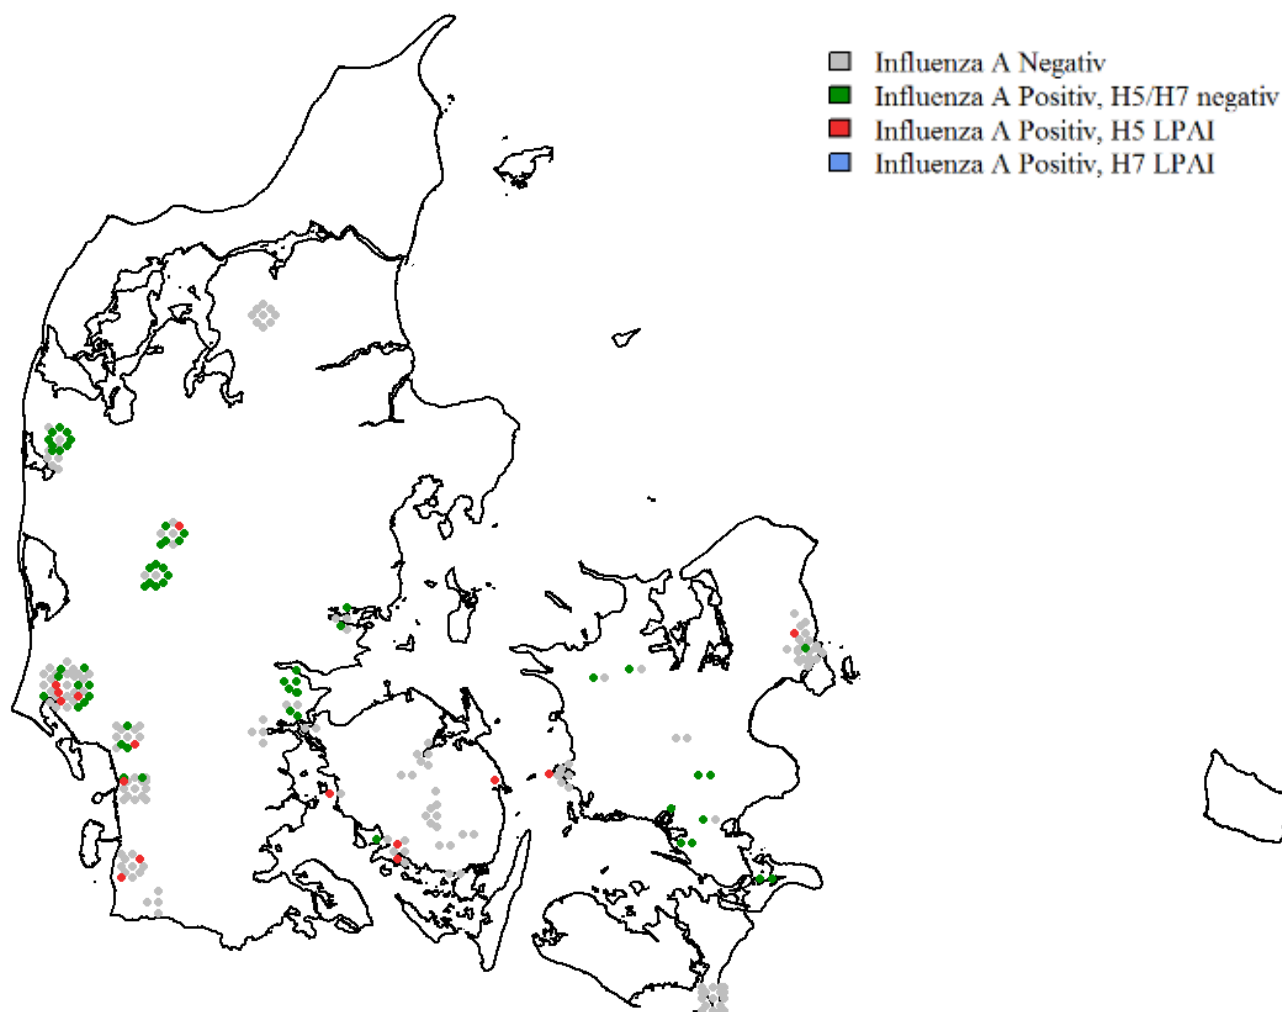 Influenza A Negativ
Influenza A Positiv, H5/H7 negativ
Influenza A Positiv, H5 LPAI
Influenza A Positiv, H7 LPAI